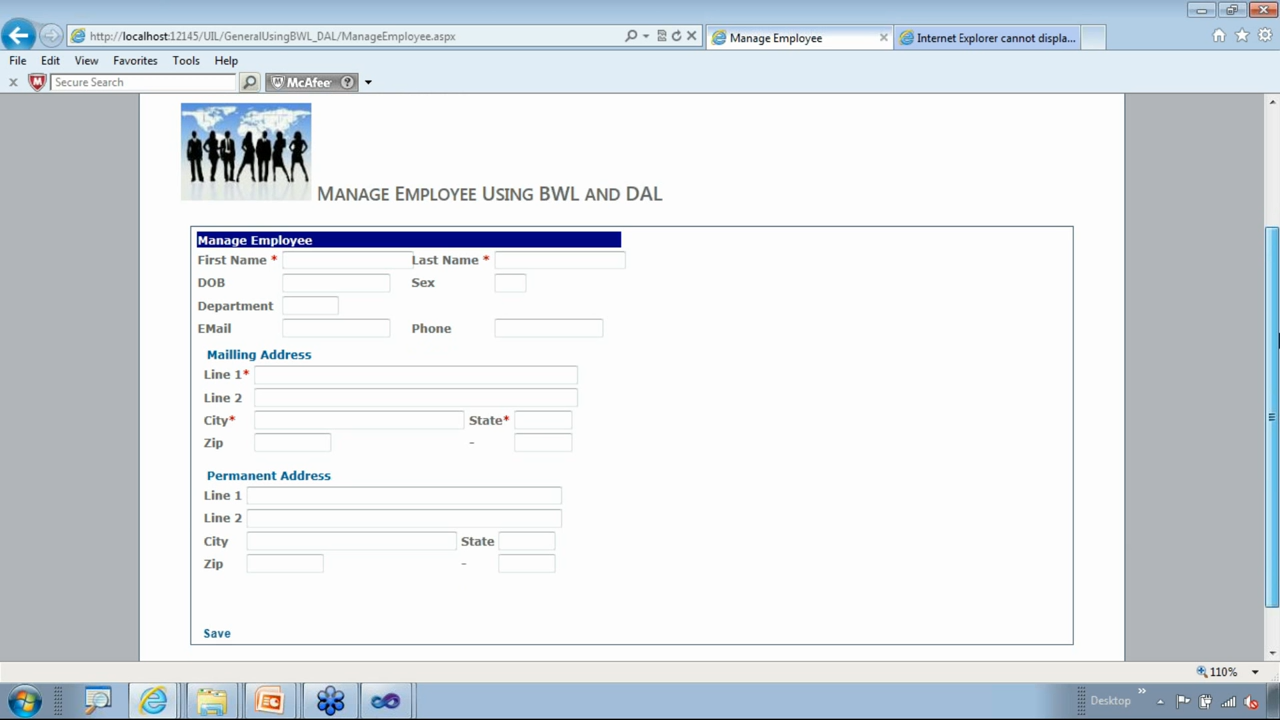 http://localhost:12145/UIL/GeneralUsingBWL_DAL/ManageEmployee.aspx
Manage Employee
Internet Explorer cannot displa...
File Edit View Favorites Tools Help
Secure Search
McAfee
MANAGE EMPLOYEE USING BWL AND DAL
Manage Employee
First Name * Last Name *
DOB Sex
Department
EMail Phone
Mailling Address
Line 1*
Line 2
City* State*
Zip -
Permanent Address
Line 1
Line 2
City State
Zip -
Save
110%
Desktop